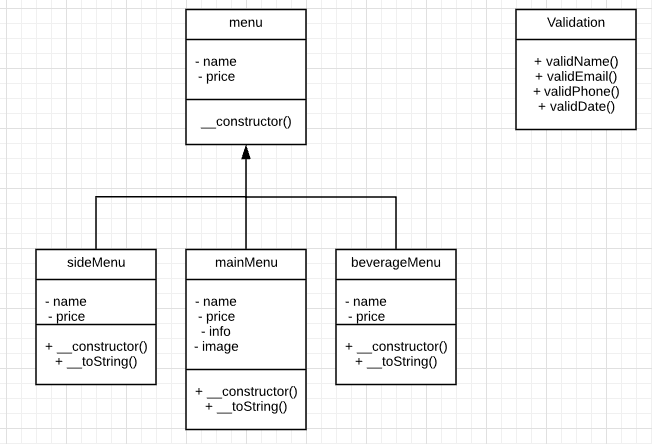 menu
- name
- price
__constructor()
Validation
+ validName()
+ validEmail()
+ validPhone()
+ validDate()
sideMenu
- name
- price
+ __constructor()
+ __toString()
mainMenu
- name
- price
- info
- image
+ __constructor()
+ __toString()
beverageMenu
- name
- price
+ __constructor()
+ __toString()